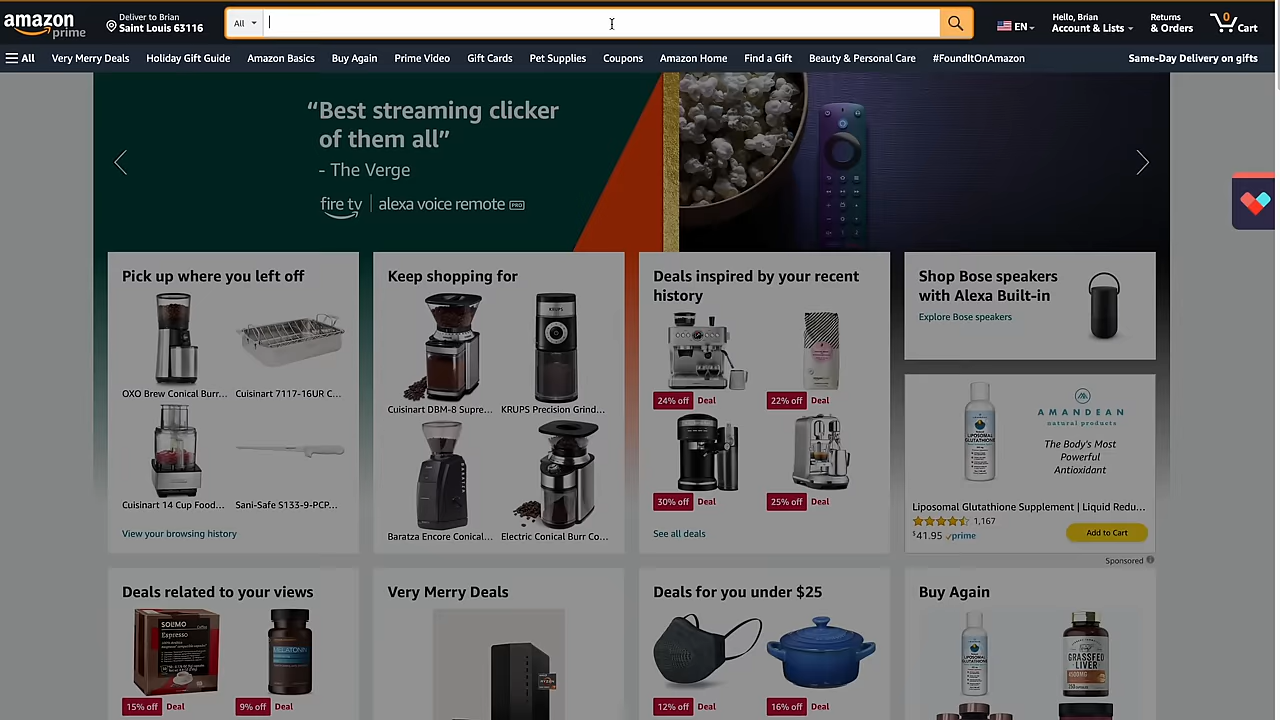 amazon
prime
Deliver to Brian
Saint Louis 63116
All
EN
Hello, Brian
Account & Lists
Returns
& Orders
0
Cart
All
Very Merry Deals
Holiday Gift Guide
Amazon Basics
Buy Again
Prime Video
Gift Cards
Pet Supplies
Coupons
Amazon Home
Find a Gift
Beauty & Personal Care
#FoundItOnAmazon
Same-Day Delivery on gifts
“Best streaming clicker
of them all”
- The Verge
fire tv
alexa voice remote PRO
Pick up where you left off
OXO Brew Conical Burr...
Cuisinart 7117-16UR C...
Cuisinart 14 Cup Food...
Sani-Safe S133-9-PCP...
View your browsing history
Keep shopping for
KRUPS
Cuisinart DBM-8 Supre...
KRUPS Precision Grind...
Baratza Encore Conical...
Electric Conical Burr Co...
Deals inspired by your recent
history
24% off Deal
22% off Deal
30% off Deal
25% off Deal
See all deals
Shop Bose speakers
with Alexa Built-in
Explore Bose speakers
LIPOSOMAL
GLUTATHIONE
AMANDEAN
natural products
The Body's Most
Powerful
Antioxidant
Liposomal Glutathione Supplement | Liquid Redu...
1,167
$41.95 prime
Add to Cart
Sponsored
Deals related to your views
SOLIMO
Espresso
MELATONIN
15% off Deal
9% off Deal
Very Merry Deals
RYZEN
Deals for you under $25
12% off Deal
16% off Deal
Buy Again
LIPOSOMAL
GLUTATHIONE
GRASSFED
LIVER